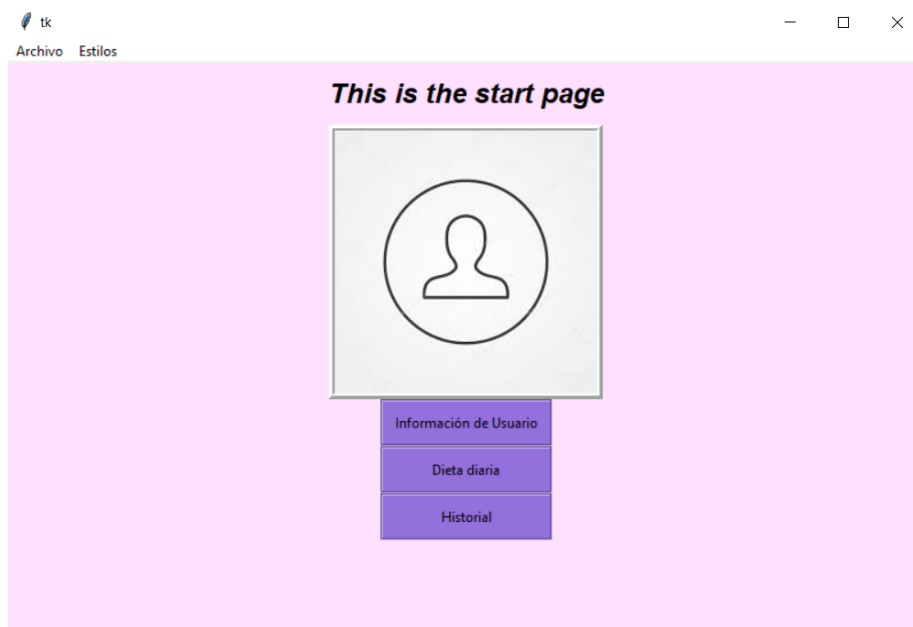 tk
Archivo Estilos
This is the start page
Información de Usuario
Dieta diaria
Historial